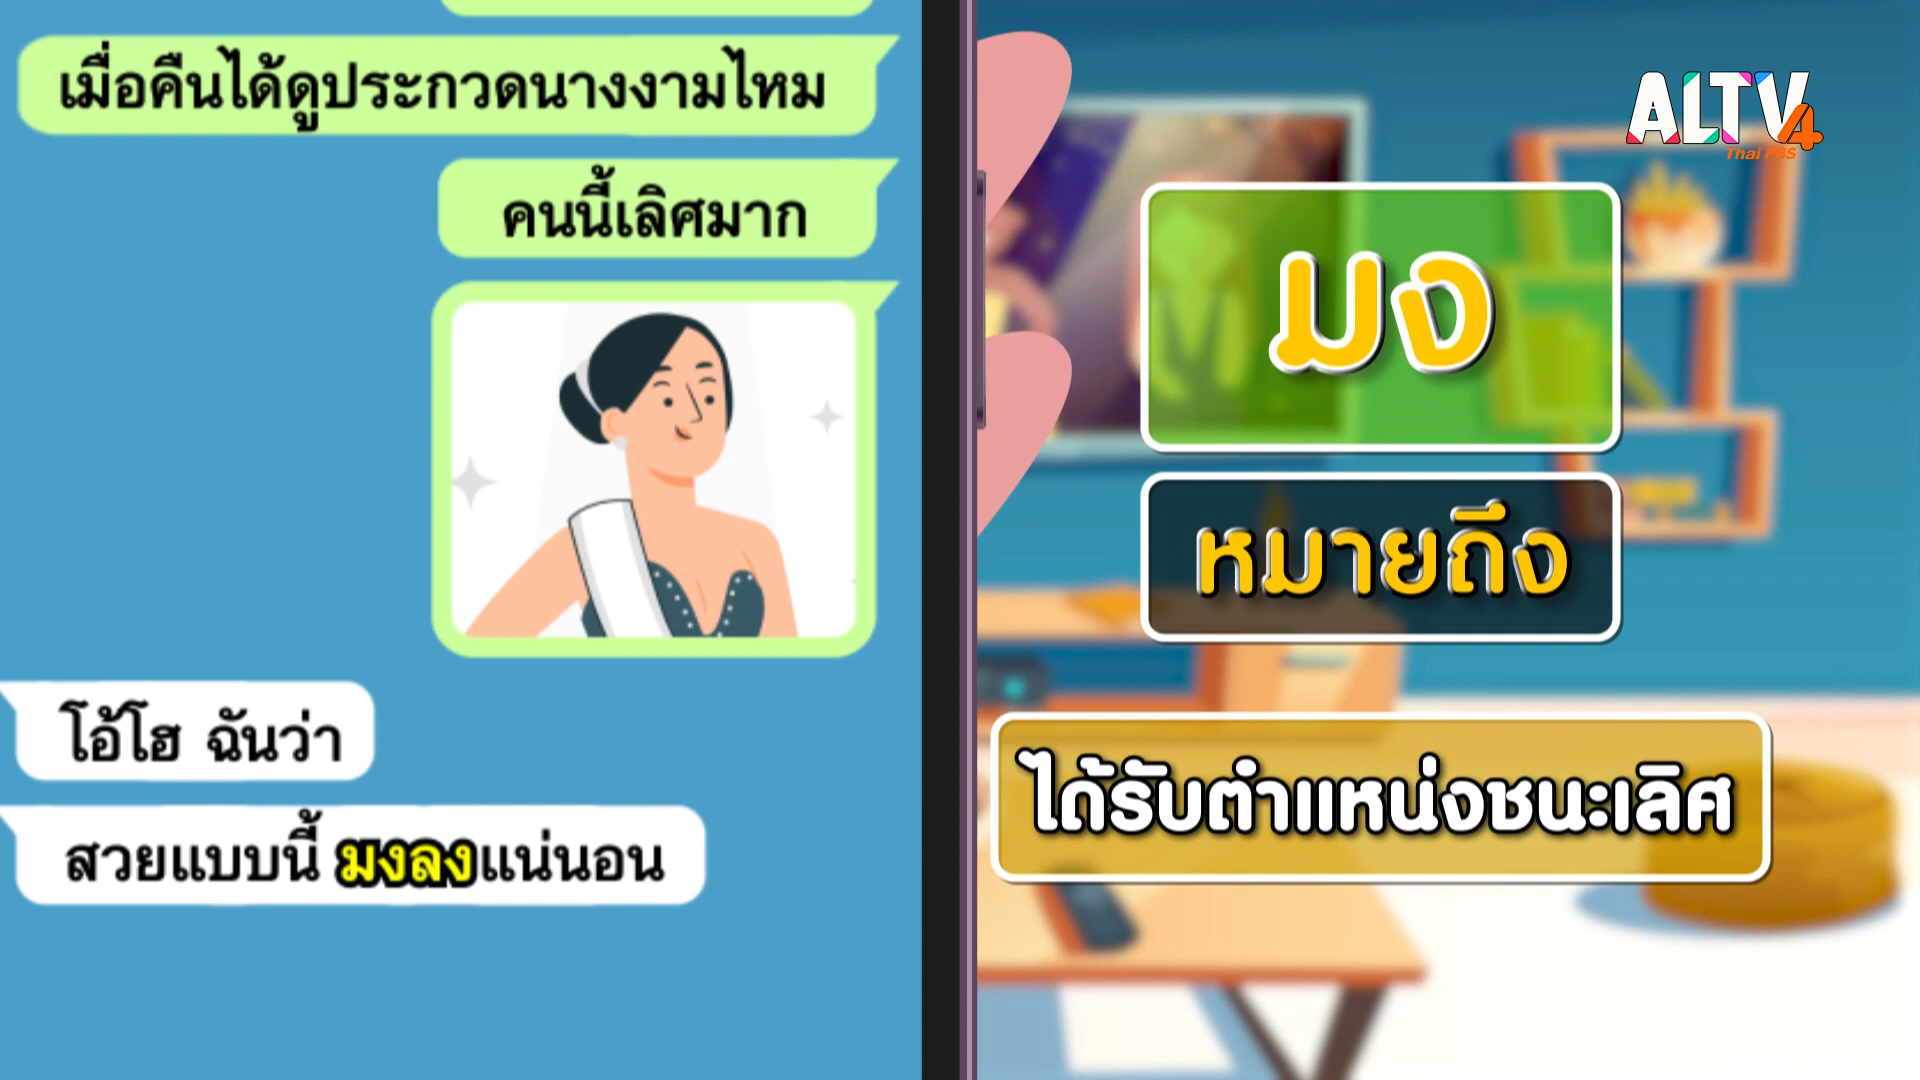 เมื่อคืนได้ดูประกวดนางงามไหม
คนนี้เลิศมาก
โอ้โฮ ฉันว่า
สวยแบบนี้ มงลงแน่นอน
ALTV4
Thai PBS
มง
หมายถึง
ได้รับตำแหน่งชนะเลิศ